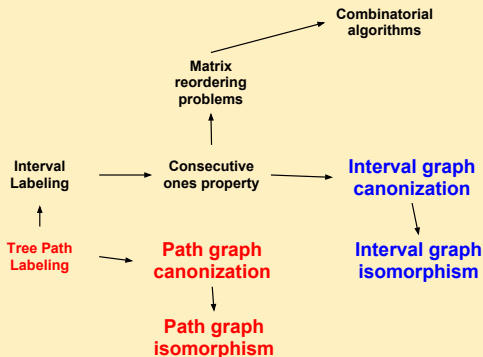 Combinatorial
algorithms
Matrix
reordering
problems
Interval
Labeling
Consecutive
ones property
Interval graph
canonization
Tree Path
Labeling
Path graph
canonization
Interval graph
isomorphism
Path graph
isomorphism